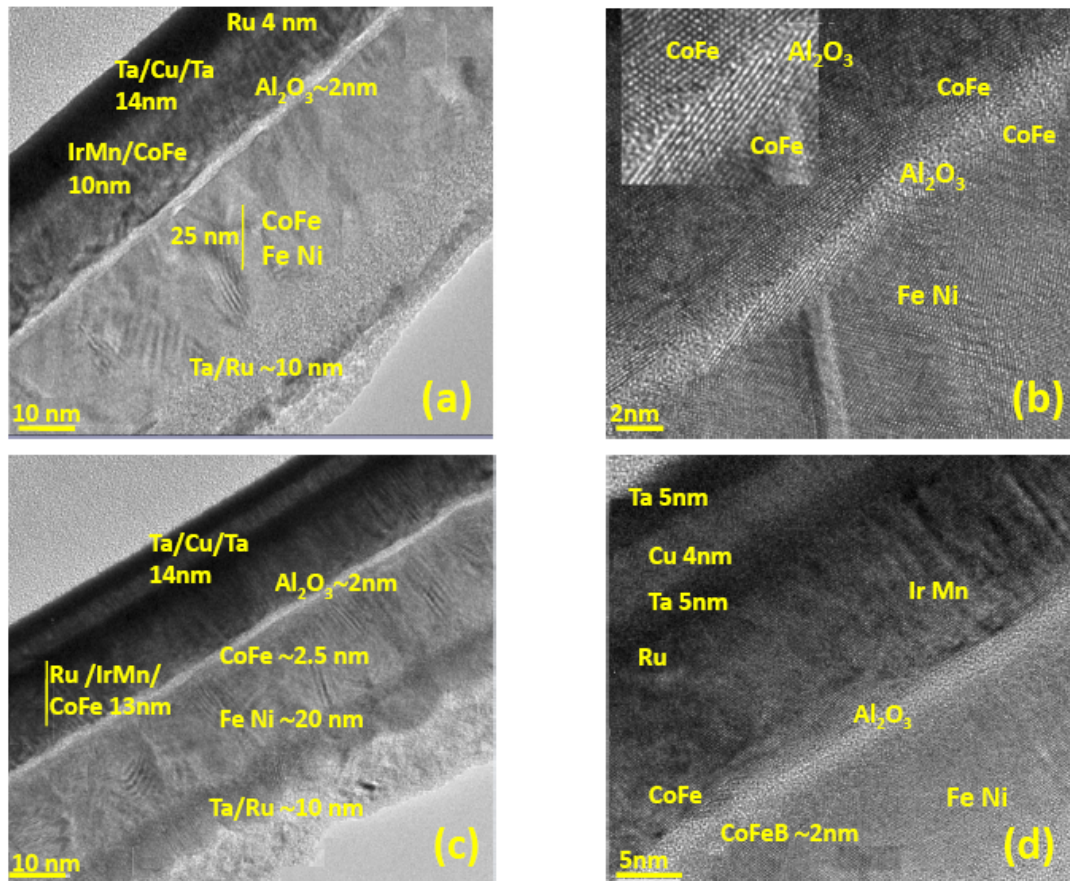 Ru 4 nm
Ta/Cu/Ta
14nm
Al₂O₃~2nm
IrMn/CoFe
10nm
25 nm
CoFe
Fe Ni
Ta/Ru ~10 nm
10 nm
(a)
CoFe
Al₂O₃
CoFe
CoFe
CoFe
Al₂O₃
Fe Ni
2nm
(b)
Ta/Cu/Ta
14nm
Al₂O₃~2nm
Ru /IrMn/
CoFe 13nm
CoFe ~2.5 nm
Fe Ni ~20 nm
Ta/Ru ~10 nm
10 nm
(c)
Ta 5nm
Cu 4nm
Ta 5nm
Ir Mn
Ru
Al₂O₃
CoFe
Fe Ni
CoFeB ~2nm
5nm
(d)